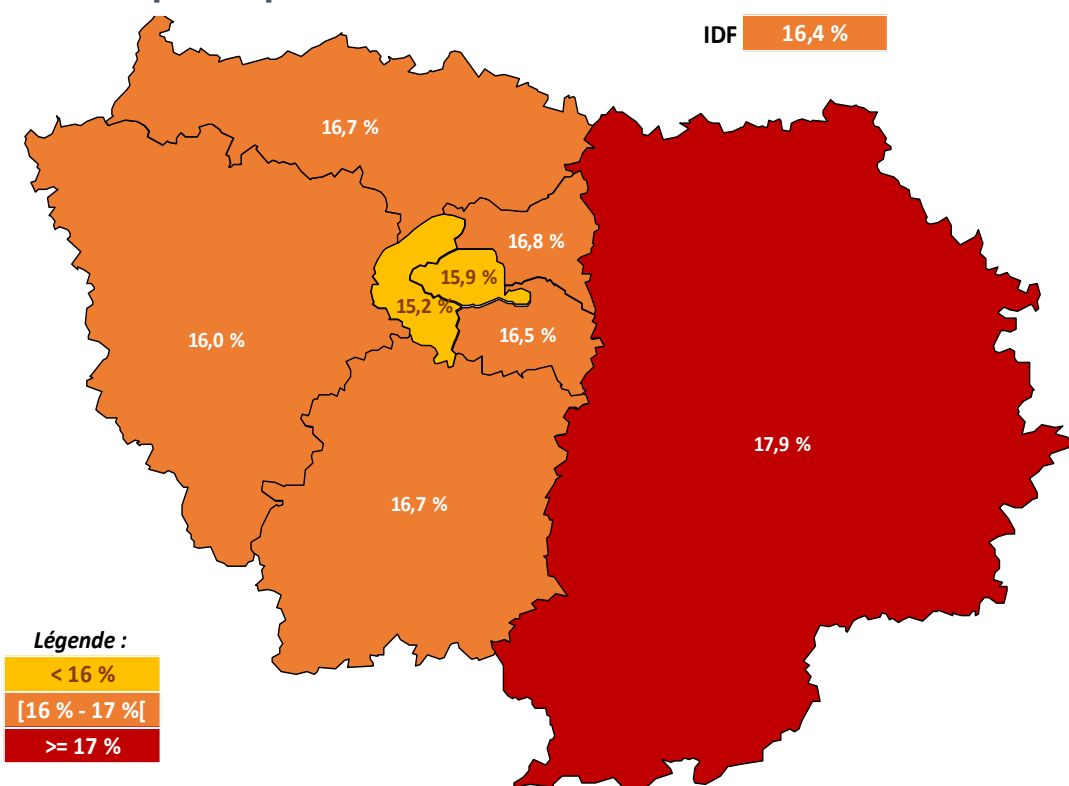 IDF 16,4 %
16,7 %
16,8 %
15,9 %
15,2 %
16,0 %
16,5 %
17,9 %
16,7 %
Légende :
< 16 %
[16 % - 17 %[
>= 17 %